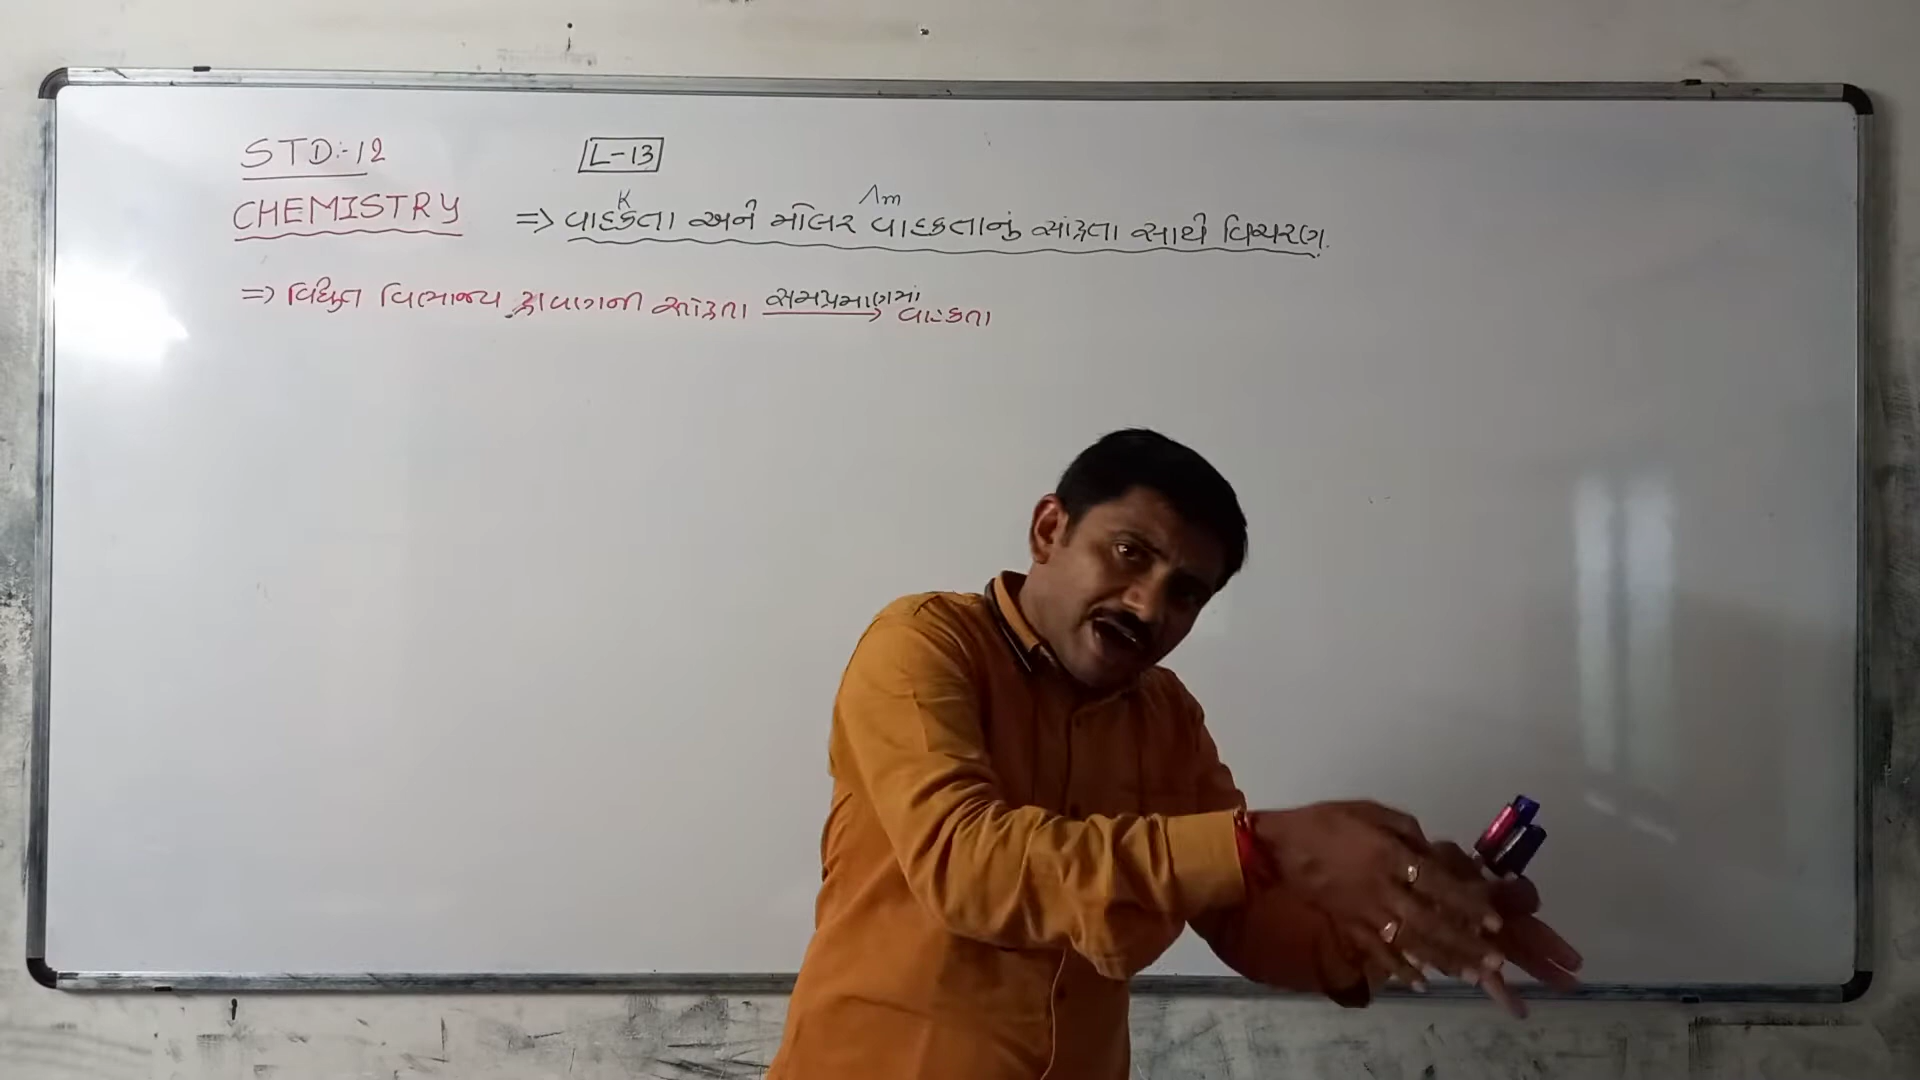 STD:-12
L-13
CHEMISTRY
K
Λm
=> વાહકતા અને મોલર વાહકતાનું સાંદ્રતા સાથે વિચરણ.
=> વિદ્યુત વિભાજ્ય દ્રાવણની સાંદ્રતા સમપ્રમાણમાં → વાહકતા